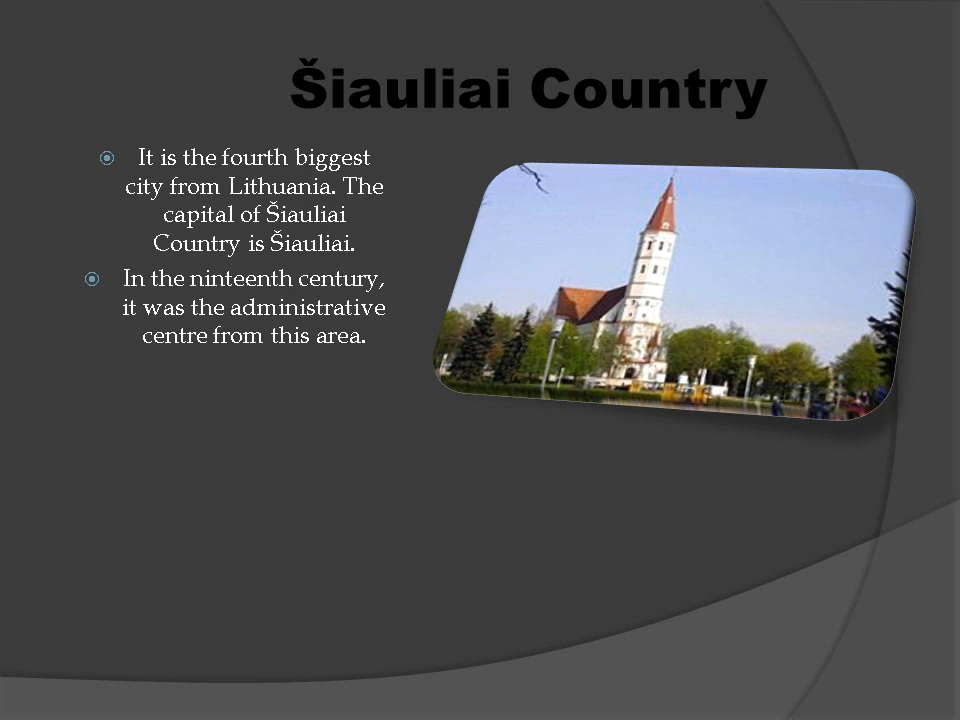 Šiauliai Country
It is the fourth biggest
city from Lithuania. The
capital of Šiauliai
Country is Šiauliai.
In the ninteenth century,
it was the administrative
centre from this area.